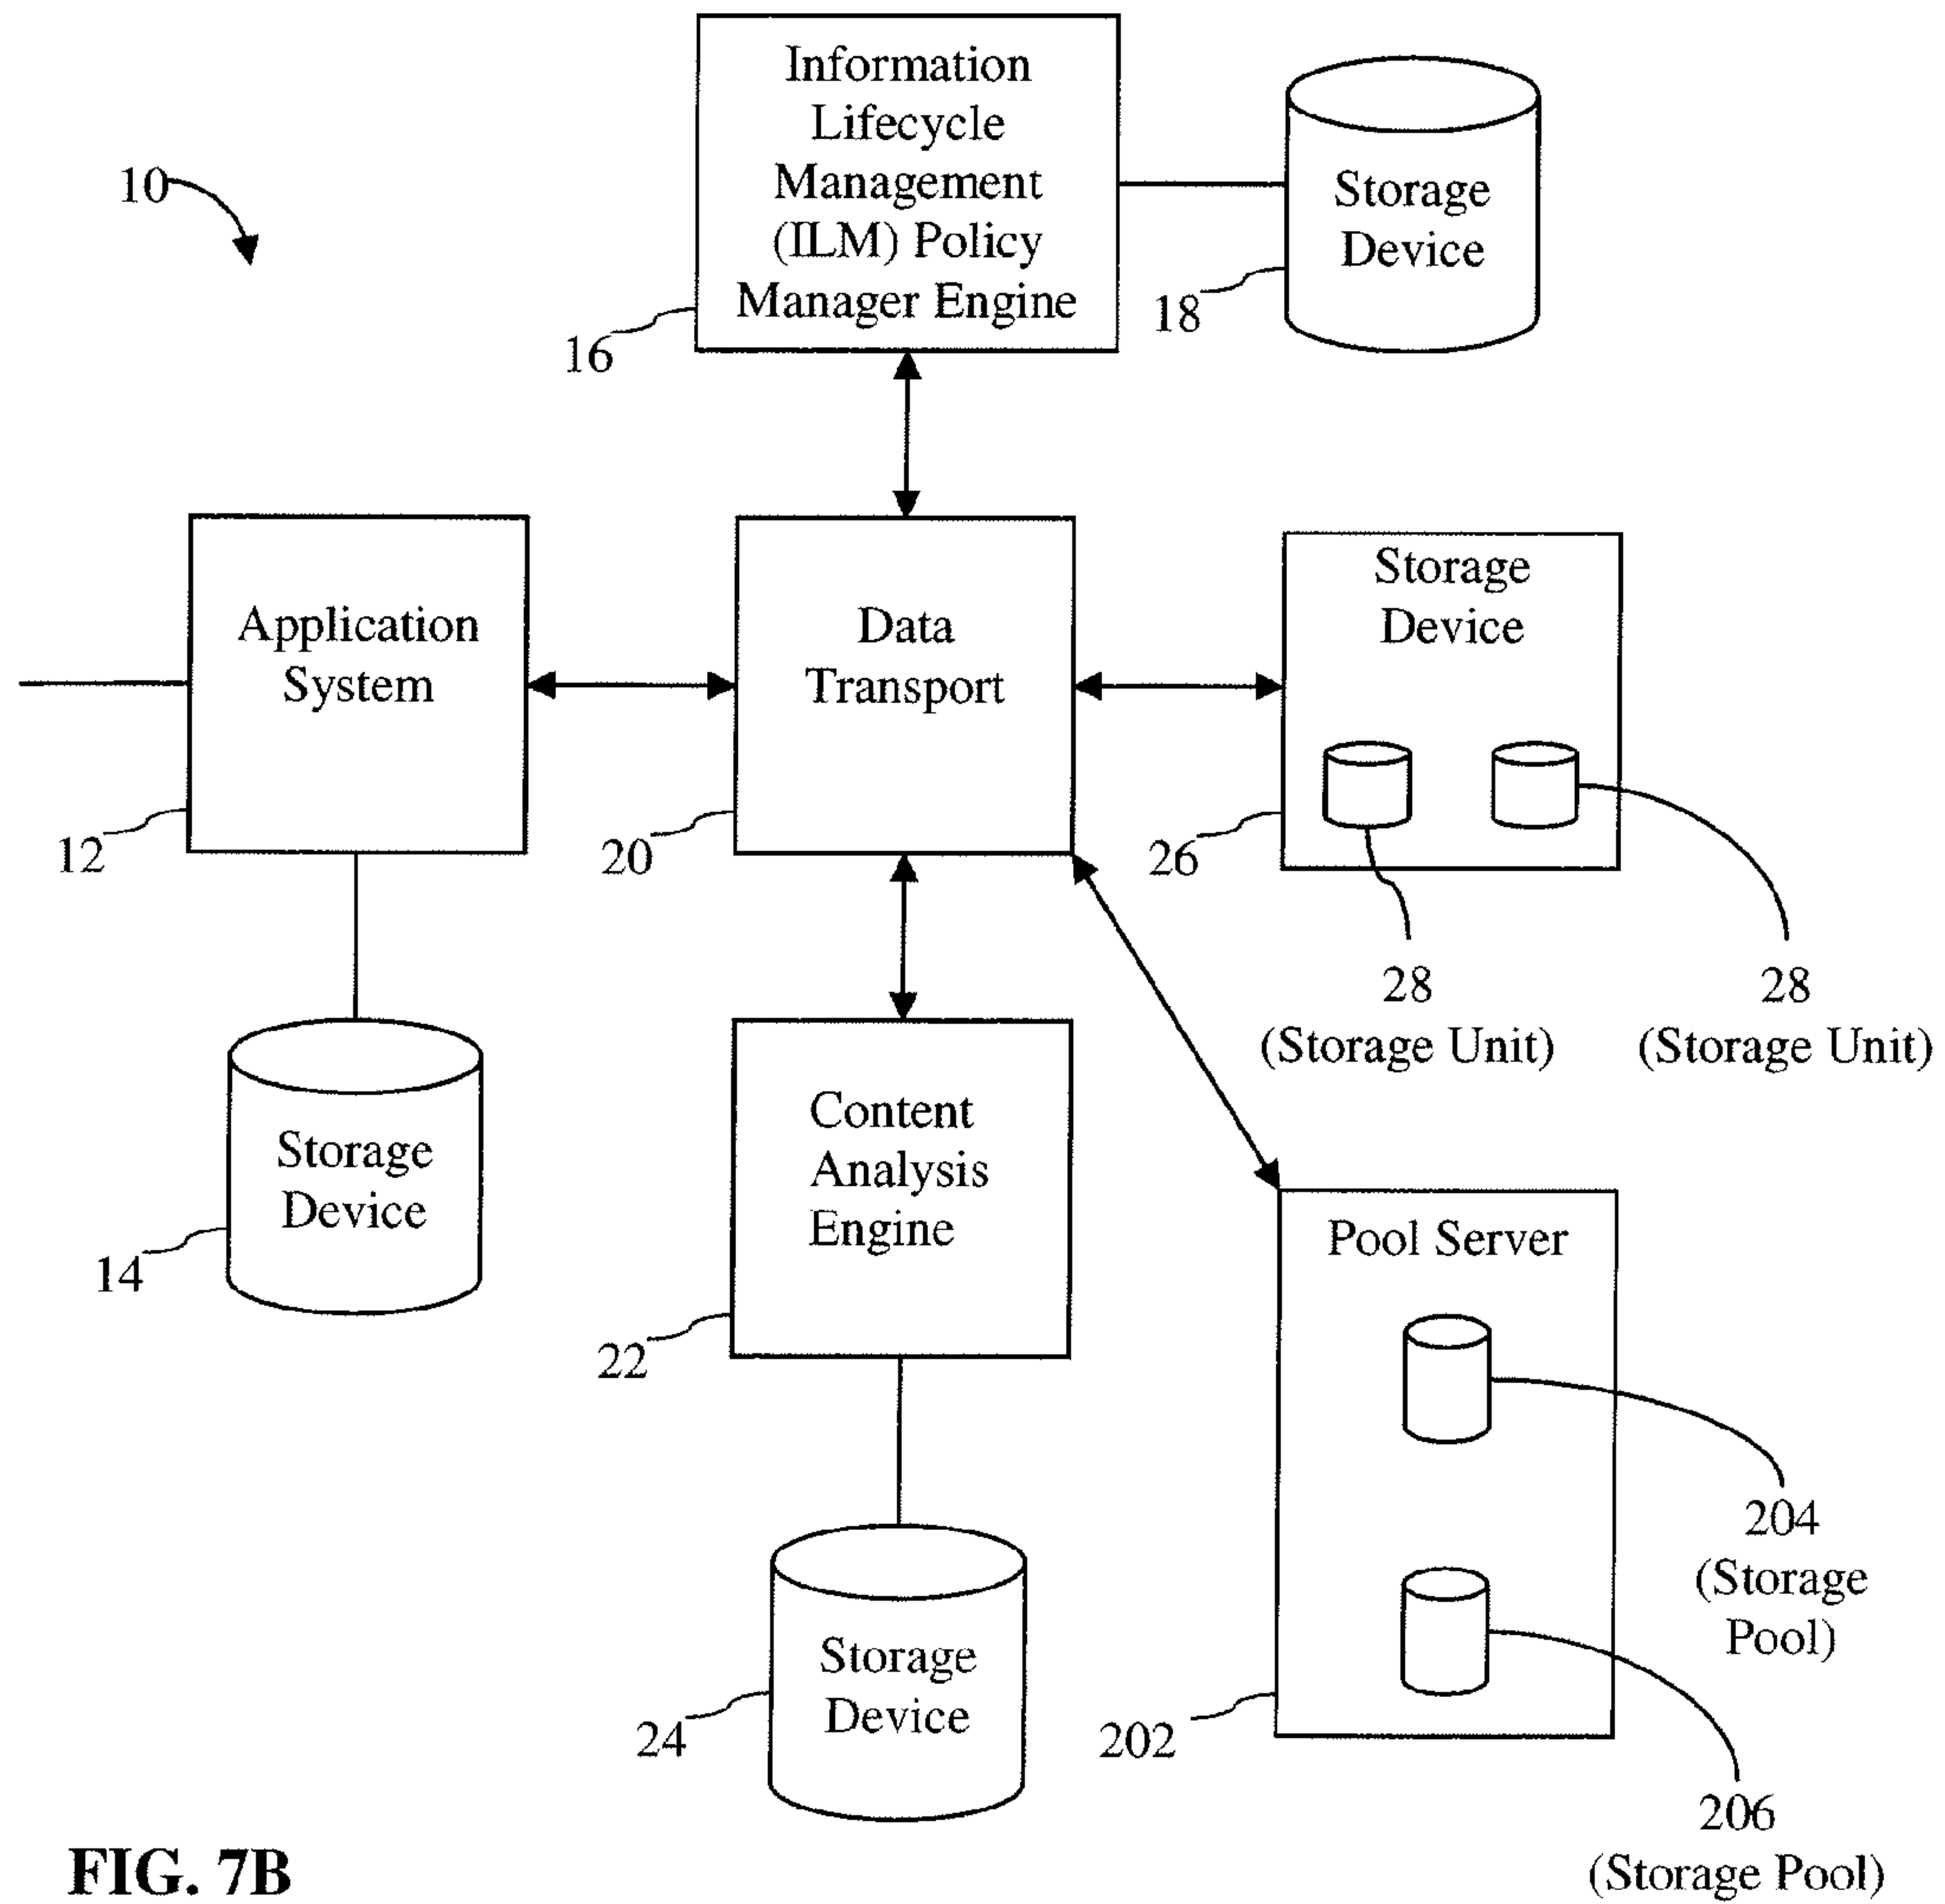 Information
Lifecycle
Management
(ILM) Policy
Manager Engine
16
Storage
Device
18
10
Application
System
12
Data
Transport
20
Storage
Device
26
28
(Storage Unit)
28
(Storage Unit)
Storage
Device
14
Content
Analysis
Engine
22
Pool Server
204
(Storage
Pool)
202
206
(Storage Pool)
Storage
Device
24
FIG. 7B